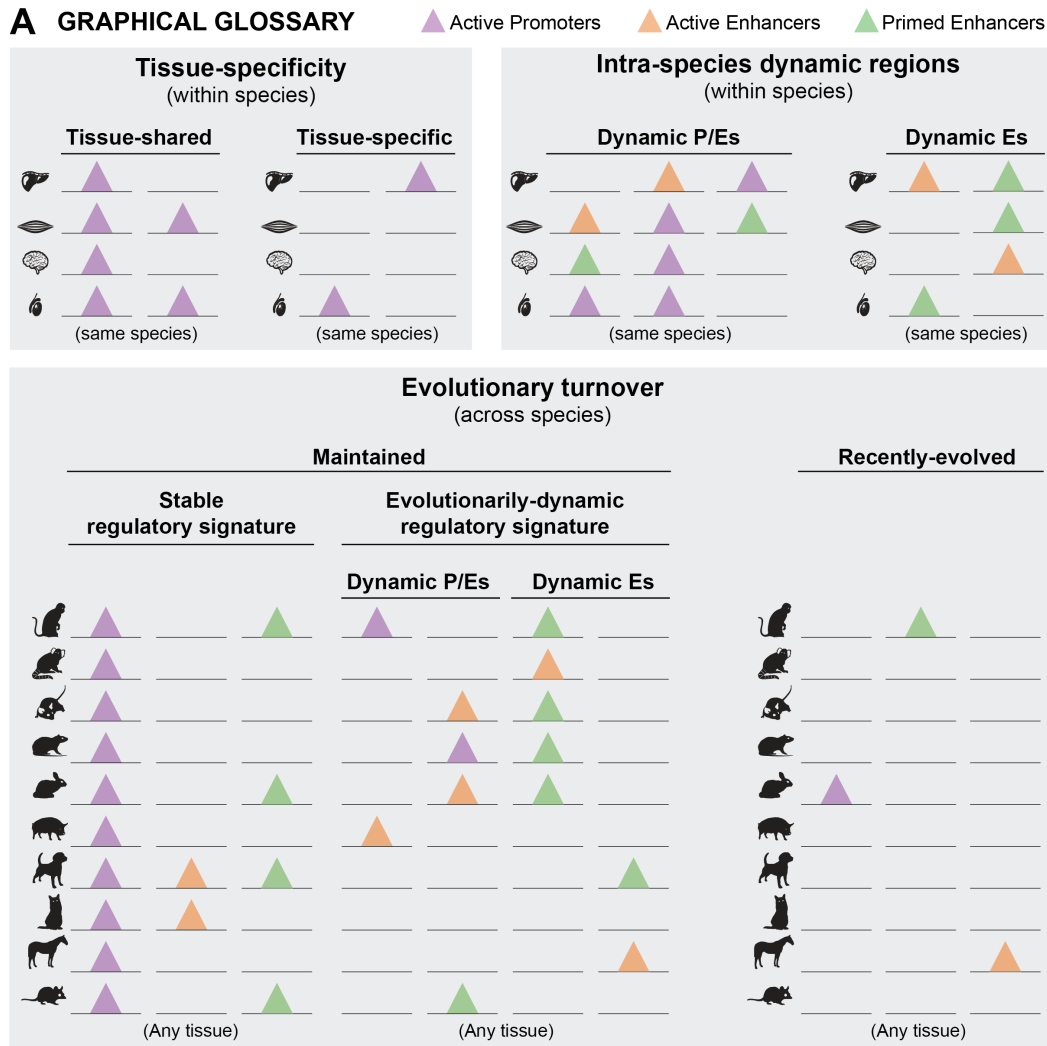 A GRAPHICAL GLOSSARY
Active Promoters Active Enhancers Primed Enhancers
Tissue-specificity
(within species)
Tissue-shared
Tissue-specific
(same species)
(same species)
Intra-species dynamic regions
(within species)
Dynamic P/Es
Dynamic Es
(same species)
(same species)
Evolutionary turnover
(across species)
Maintained
Stable
regulatory signature
Evolutionarily-dynamic
regulatory signature
Dynamic P/Es
Dynamic Es
Recently-evolved
(Any tissue)
(Any tissue)
(Any tissue)